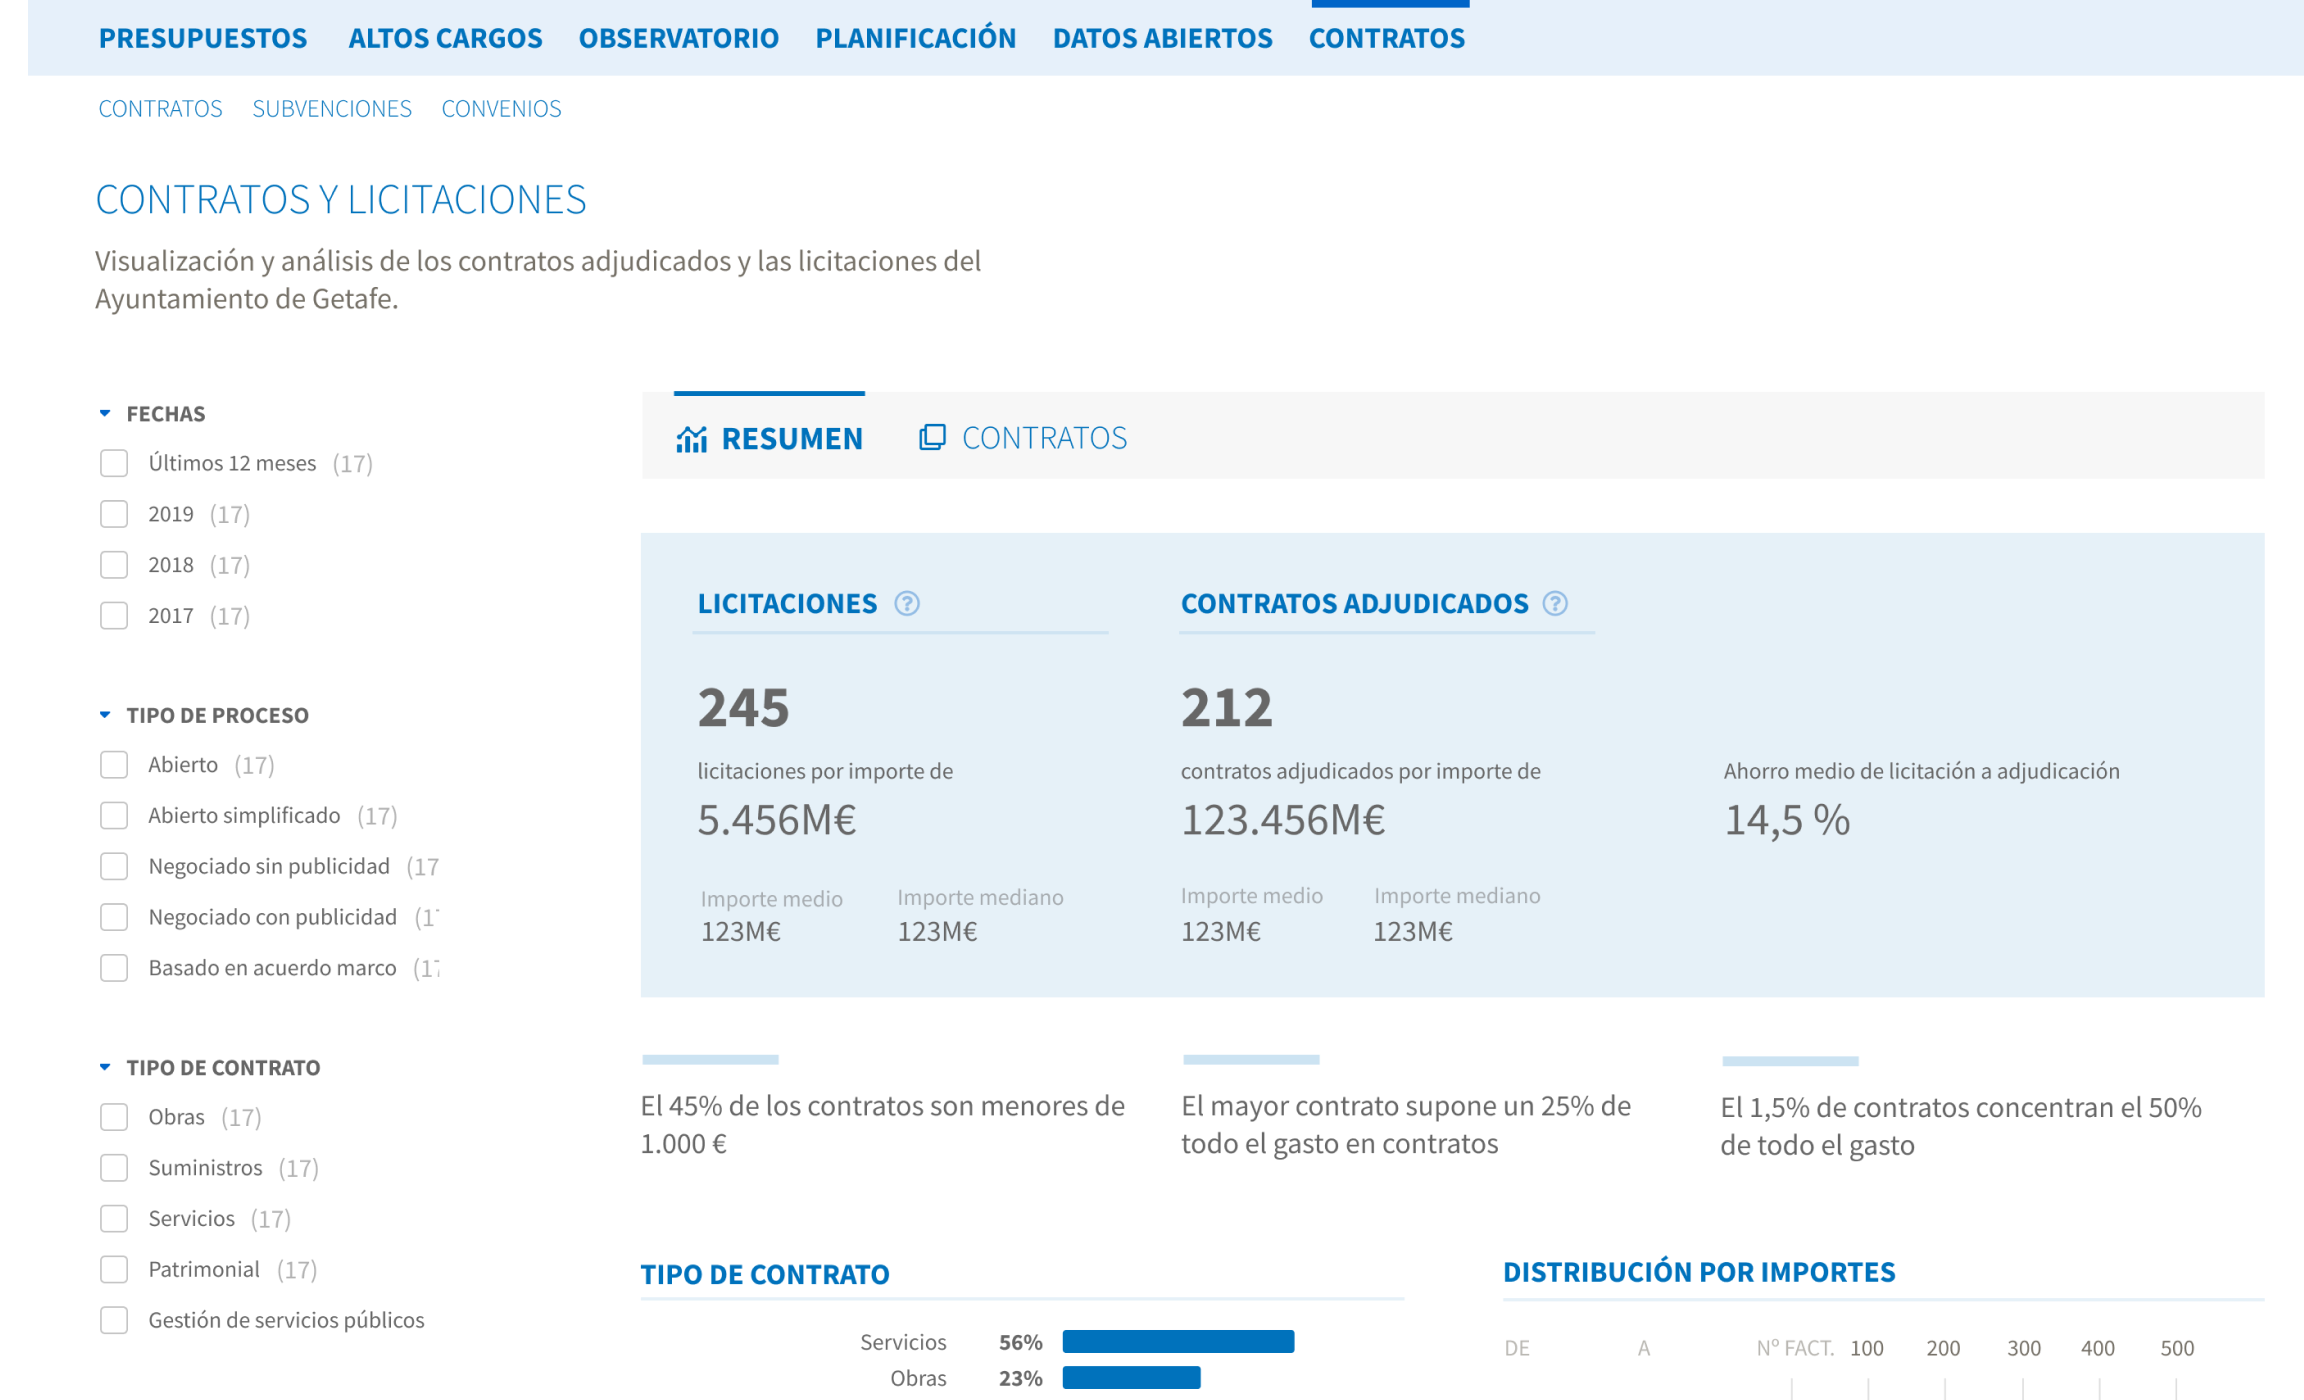 PRESUPUESTOS ALTOS CARGOS OBSERVATORIO PLANIFICACIÓN DATOS ABIERTOS CONTRATOS
CONTRATOS SUBVENCIONES CONVENIOS
CONTRATOS Y LICITACIONES
Visualización y análisis de los contratos adjudicados y las licitaciones del
Ayuntamiento de Getafe.
FECHAS
Últimos 12 meses (17)
2019 (17)
2018 (17)
2017 (17)
TIPO DE PROCESO
Abierto (17)
Abierto simplificado (17)
Negociado sin publicidad (17
Negociado con publicidad (1
Basado en acuerdo marco (17
TIPO DE CONTRATO
Obras (17)
Suministros (17)
Servicios (17)
Patrimonial (17)
Gestión de servicios públicos
RESUMEN CONTRATOS
LICITACIONES ?
245
licitaciones por importe de
5.456M€
Importe medio Importe mediano
123M€ 123M€
CONTRATOS ADJUDICADOS ?
212
contratos adjudicados por importe de
123.456M€
Importe medio Importe mediano
123M€ 123M€
Ahorro medio de licitación a adjudicación
14,5 %
El 45% de los contratos son menores de
1.000 €
El mayor contrato supone un 25% de
todo el gasto en contratos
El 1,5% de contratos concentran el 50%
de todo el gasto
TIPO DE CONTRATO
Servicios 56%
Obras 23%
DISTRIBUCIÓN POR IMPORTES
DE A Nº FACT. 100 200 300 400 500